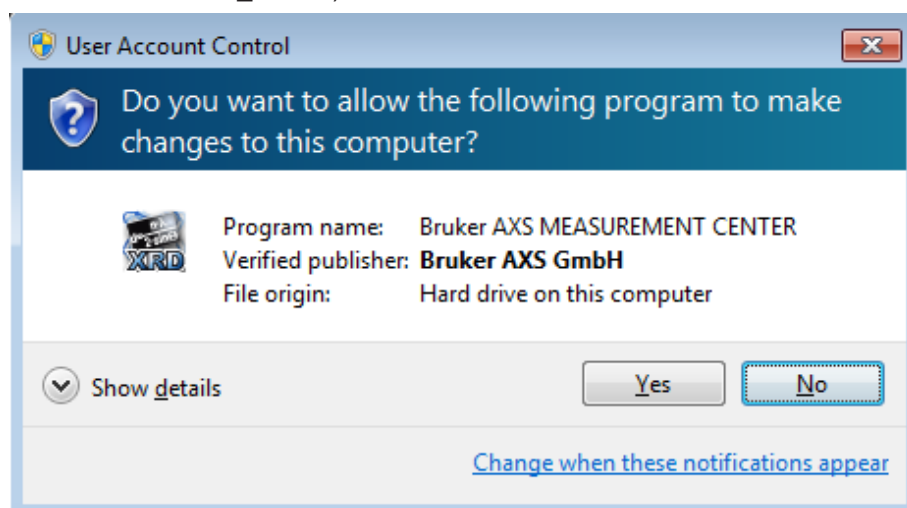 User Account Control
Do you want to allow the following program to make
changes to this computer?
XRD
Program name: Bruker AXS MEASUREMENT CENTER
Verified publisher: Bruker AXS GmbH
File origin: Hard drive on this computer
Show details
Yes
No
Change when these notifications appear